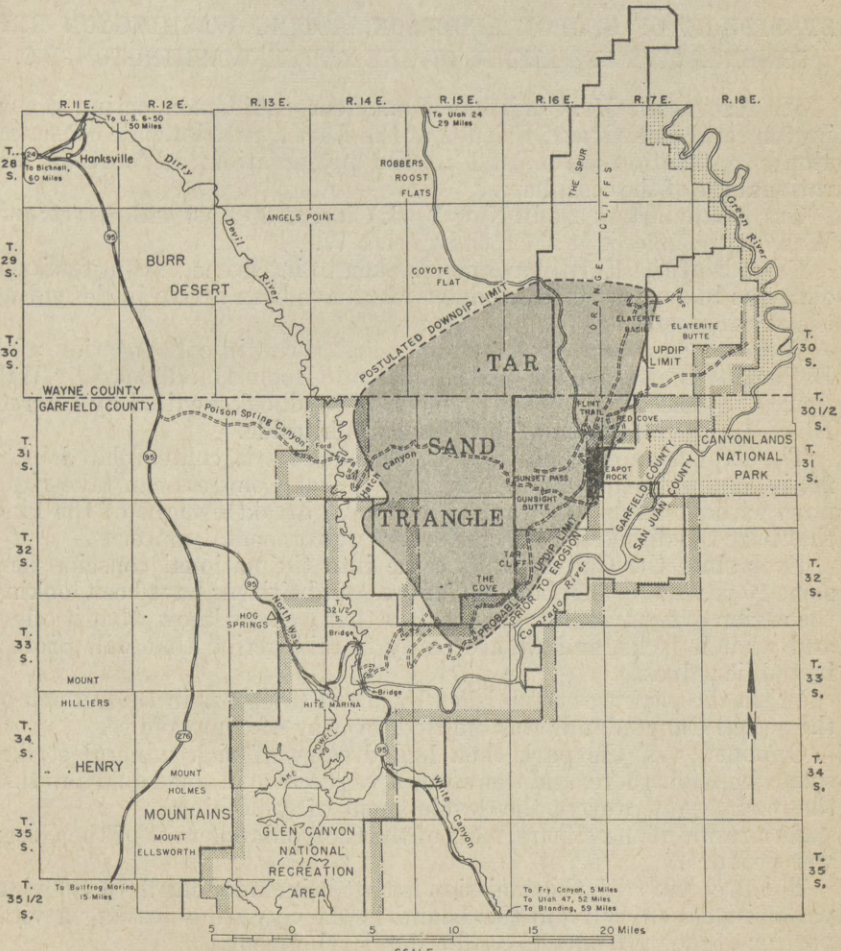 R. 11 E. R. 12 E. R. 13 E. R. 14 E. R. 15 E. R. 16 E. R. 17 E. R. 18 E.
To U. S. 6-50
50 Miles
To Utah 24
29 Miles
T.
28
S.
24
Hanksville
To Bicknell,
60 Miles
Dirty
Devil
River
ROBBERS
ROOST
FLATS
THE SPUR
ORANGE CLIFFS
Green
River
ANGELS POINT
95
T.
29
S.
BURR
DESERT
COYOTE
FLAT
POSTULATED DOWNDIP LIMIT
ELATERITE
BASIN
ELATERITE
BUTTE
UPDIP
LIMIT
T.
30
S.
T.
30
S.
TAR
WAYNE COUNTY
GARFIELD COUNTY
FLINT
TRAIL
RED COVE
T.
30 1/2
S.
Poison Spring Canyon
Ford
Hatch Canyon
SAND
T.
31
S.
95
CANYONLANDS
NATIONAL
PARK
T.
31
S.
SUNSET PASS
EAPOT
ROCK
GUNSIGHT
BUTTE
TRIANGLE
GARFIELD COUNTY
SAN JUAN COUNTY
T.
32
S.
TAR
CLIFF
THE
COVE
PROBABLE UPDIP LIMIT
PRIOR TO EROSION
Colorado River
T.
32
S.
95
HOG
SPRINGS
North Wash
T.
32 1/2
S.
Bridge
T.
33
S.
Bridge
HITE MARINA
T.
33
S.
MOUNT
HILLIERS
N
T.
34
S.
276
HENRY
MOUNT
HOLMES
LAKE
POWELL
95
White
Canyon
T.
34
S.
MOUNTAINS
MOUNT
ELLSWORTH
T.
35
S.
GLEN CANYON
NATIONAL
RECREATION
AREA
T.
35
S.
T.
35 1/2
S.
To Bullfrog Marina,
15 Miles
To Fry Canyon, 5 Miles
To Utah 47, 52 Miles
To Blanding, 59 Miles
5 0 5 10 15 20 Miles
SCALE